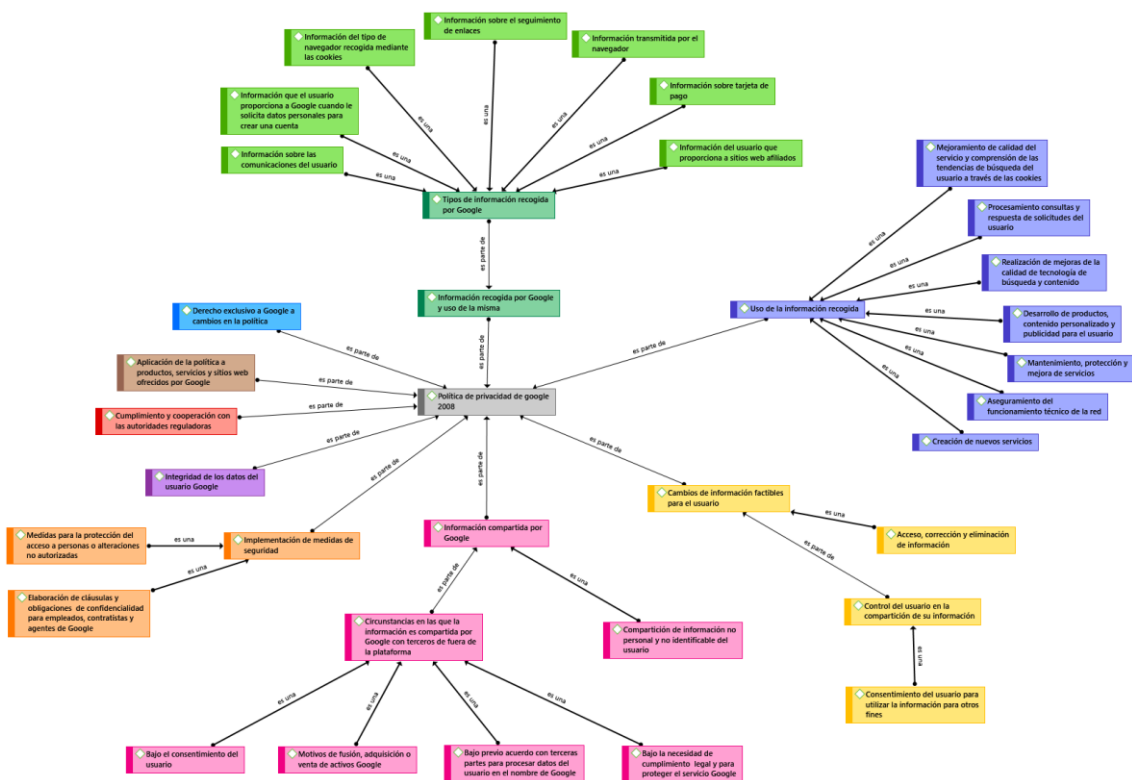 Información sobre el seguimiento
de enlaces
Información del tipo de
navegador recogida mediante
las cookies
Información transmitida por el
navegador
Información que el usuario
proporciona a Google cuando le
solicita datos personales para
crear una cuenta
Información sobre tarjeta de
pago
Información sobre las
comunicaciones del usuario
Información del usuario que
proporciona a sitios web afiliados
es una
es una
es una
es una
es una
es una
es una
Tipos de información recogida
por Google
es parte de
Información recogida por Google
y uso de la misma
es parte de
Mejoramiento de calidad del
servicio y comprensión de las
tendencias de búsqueda del
usuario a través de las cookies
Procesamiento consultas y
respuesta de solicitudes del
usuario
Realización de mejoras de la
calidad de tecnología de
búsqueda y contenido
Uso de la información recogida
Desarrollo de productos,
contenido personalizado y
publicidad para el usuario
Mantenimiento, protección y
mejora de servicios
Aseguramiento del
funcionamiento técnico de la red
Creación de nuevos servicios
es una
es una
es una
es una
es una
es una
es una
es parte de
Derecho exclusivo a Google a
cambios en la política
es parte de
Aplicación de la política a
productos, servicios y sitios web
ofrecidos por Google
es parte de
Política de privacidad de google
2008
Cumplimiento y cooperación con
las autoridades reguladoras
es parte de
Integridad de los datos del
usuario Google
es parte de
es parte de
es parte de
es parte de
Medidas para la protección del
acceso a personas o alteraciones
no autorizadas
es una
Implementación de medidas de
seguridad
es una
Elaboración de cláusulas y
obligaciones de confidencialidad
para empleados, contratistas y
agentes de Google
Información compartida por
Google
es parte de
es una
Cambios de información factibles
para el usuario
es una
Acceso, corrección y eliminación
de información
es parte de
Control del usuario en la
compartición de su información
es una
Consentimiento del usuario para
utilizar la información para otros
fines
Circunstancias en las que la
información es compartida por
Google con terceros de fuera de
la plataforma
Compartición de información no
personal y no identificable del
usuario
es una
es una
es una
es una
Bajo el consentimiento del
usuario
Motivos de fusión, adquisición o
venta de activos Google
Bajo previo acuerdo con terceras
partes para procesar datos del
usuario en el nombre de Google
Bajo la necesidad de
cumplimiento legal y para
proteger el servicio Google